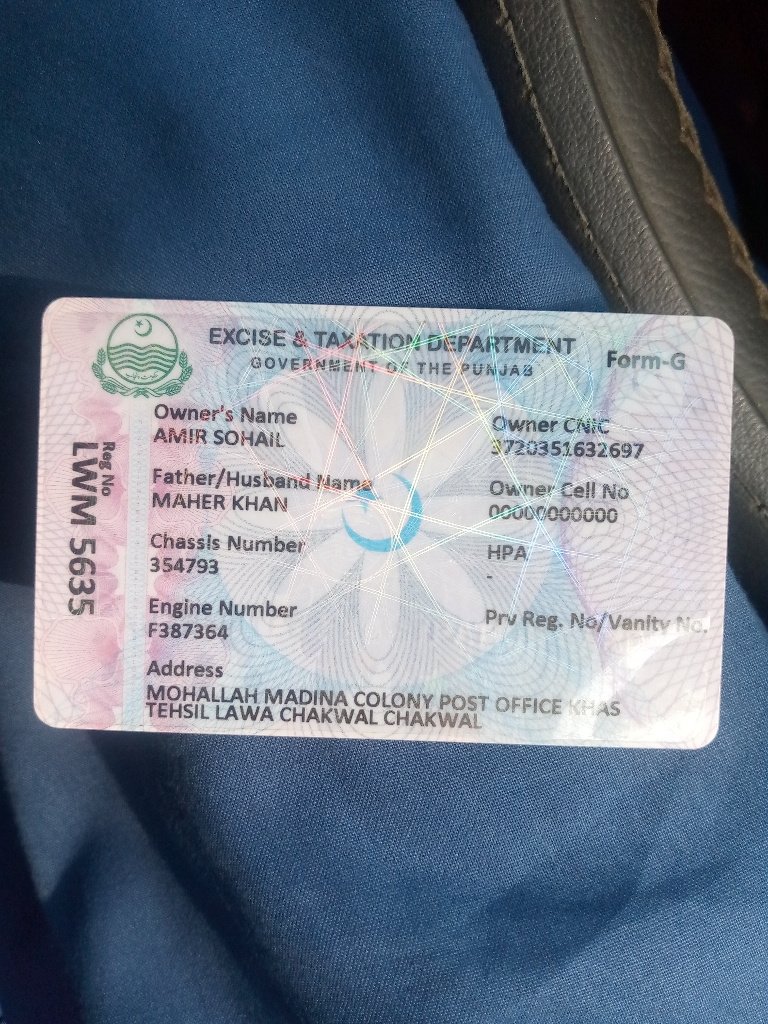 EXCISE & TAXATION DEPARTMENT
GOVERNMENT OF THE PUNJAB
Form-G
Reg No
LWM 5635
Owner's Name
AMIR SOHAIL
Owner CNIC
3720351632697
Father/Husband Name
MAHER KHAN
Owner Cell No
00000000000
Chassis Number
354793
HPA
-
Engine Number
F387364
Prv Reg. No/Vanity No.
Address
MOHALLAH MADINA COLONY POST OFFICE KHAS
TEHSIL LAWA CHAKWAL CHAKWAL